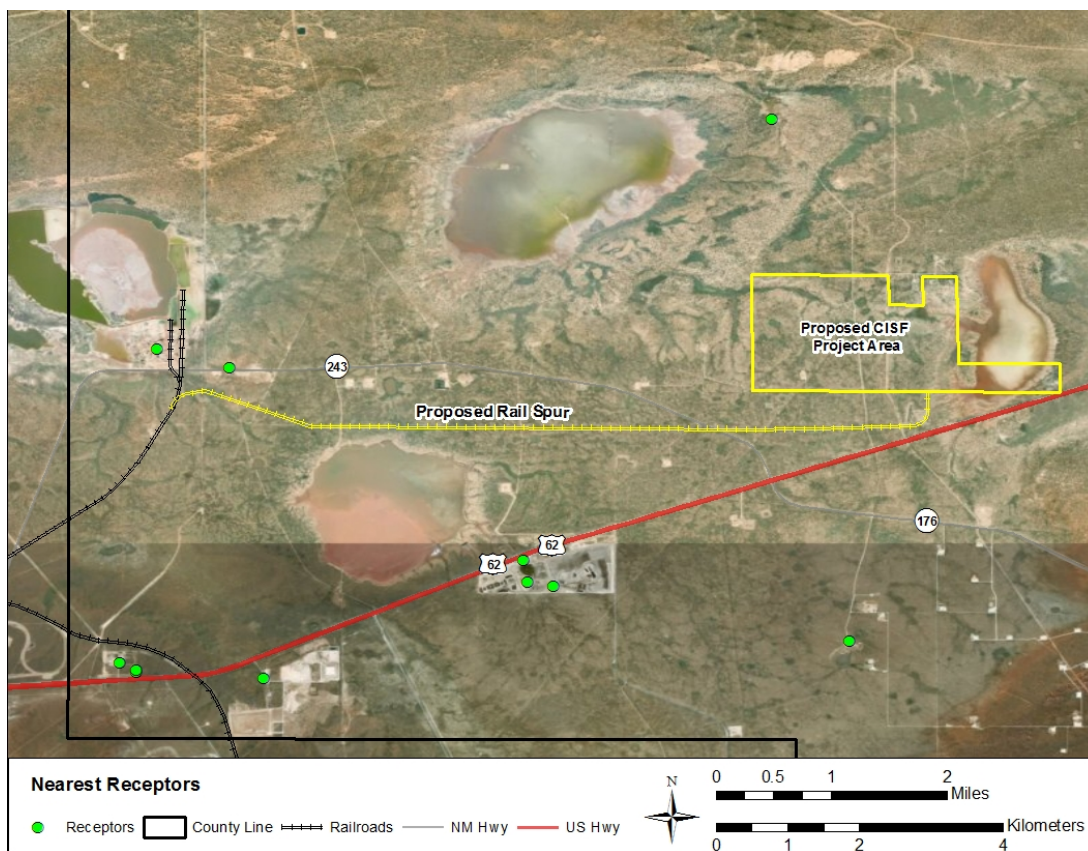 243
Proposed CISF
Project Area
Proposed Rail Spur
176
62
62
Nearest Receptors
Receptors
County Line
Railroads
NM Hwy
US Hwy
N
0 0.5 1 2
Miles
Kilometers
0 1 2 4